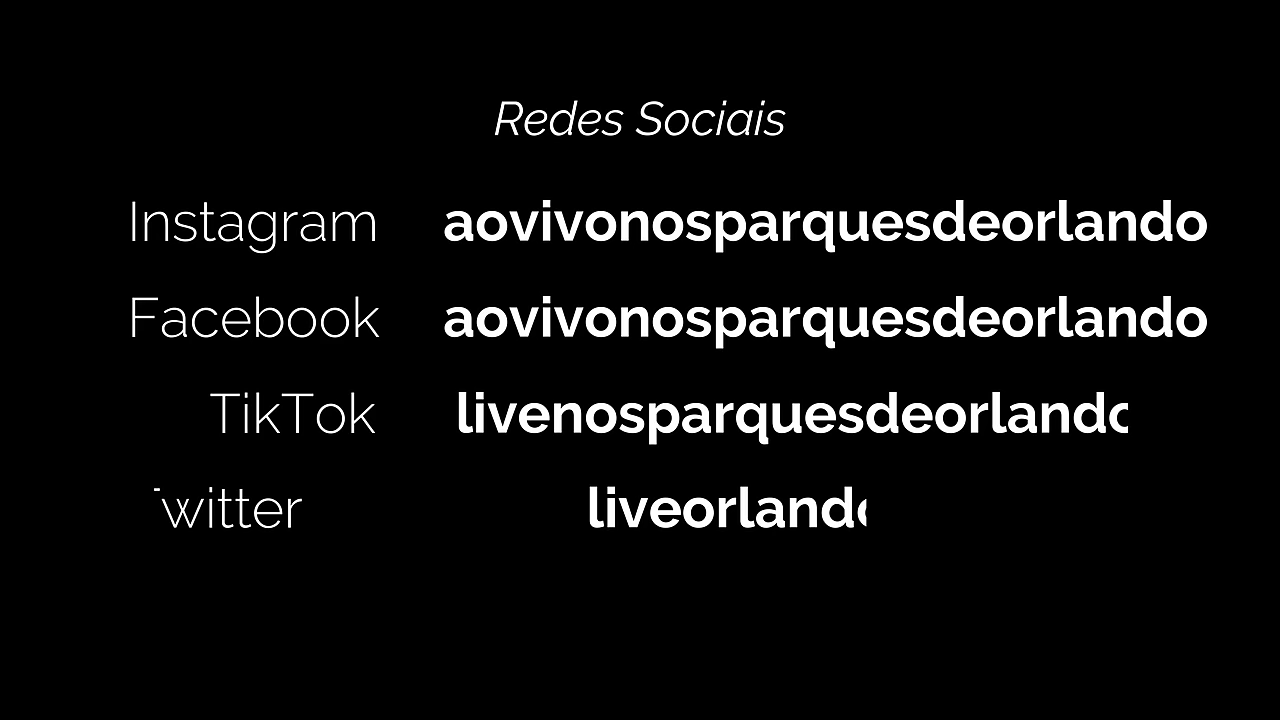 Redes Sociais
Instagram aovivonosparquesdeorlando
Facebook aovivonosparquesdeorlando
TikTok livenosparquesdeorlando
Twitter liveorlando